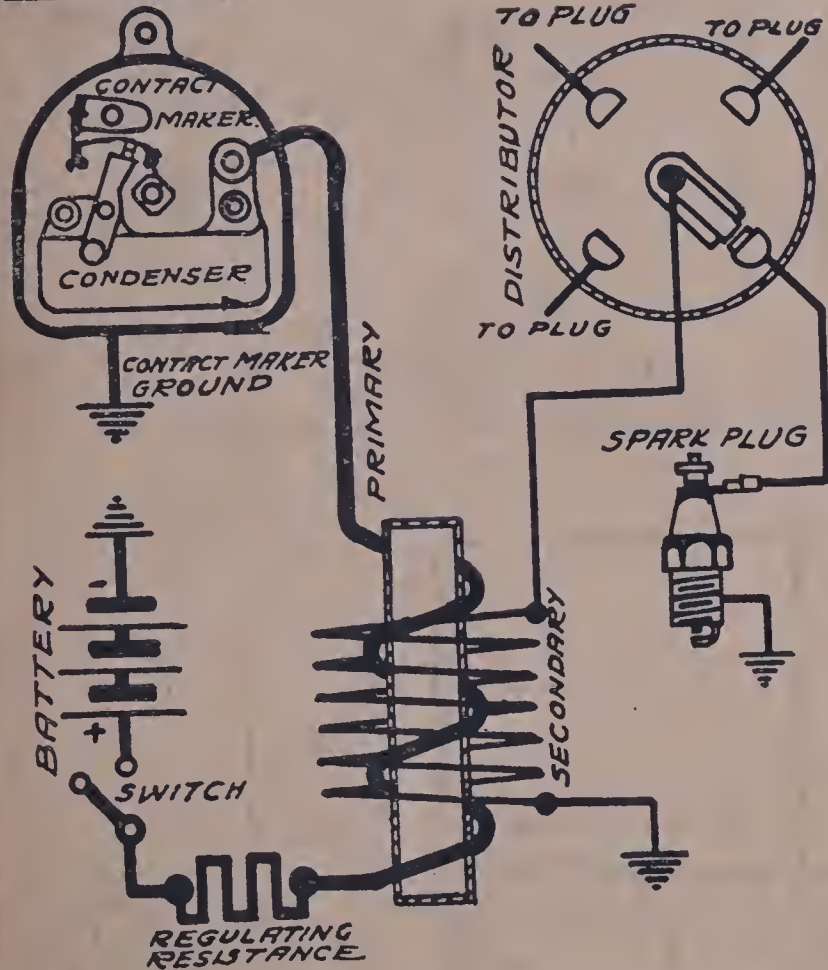 TO PLUG
TO PLUG
CONTACT
MAKER.
DISTRIBUTOR
CONDENSER
TO PLUG
CONTACT MAKER
GROUND
PRIMARY
SPARK PLUG
-
BATTERY
SECONDARY
+
SWITCH
REGULATING
RESISTANCE